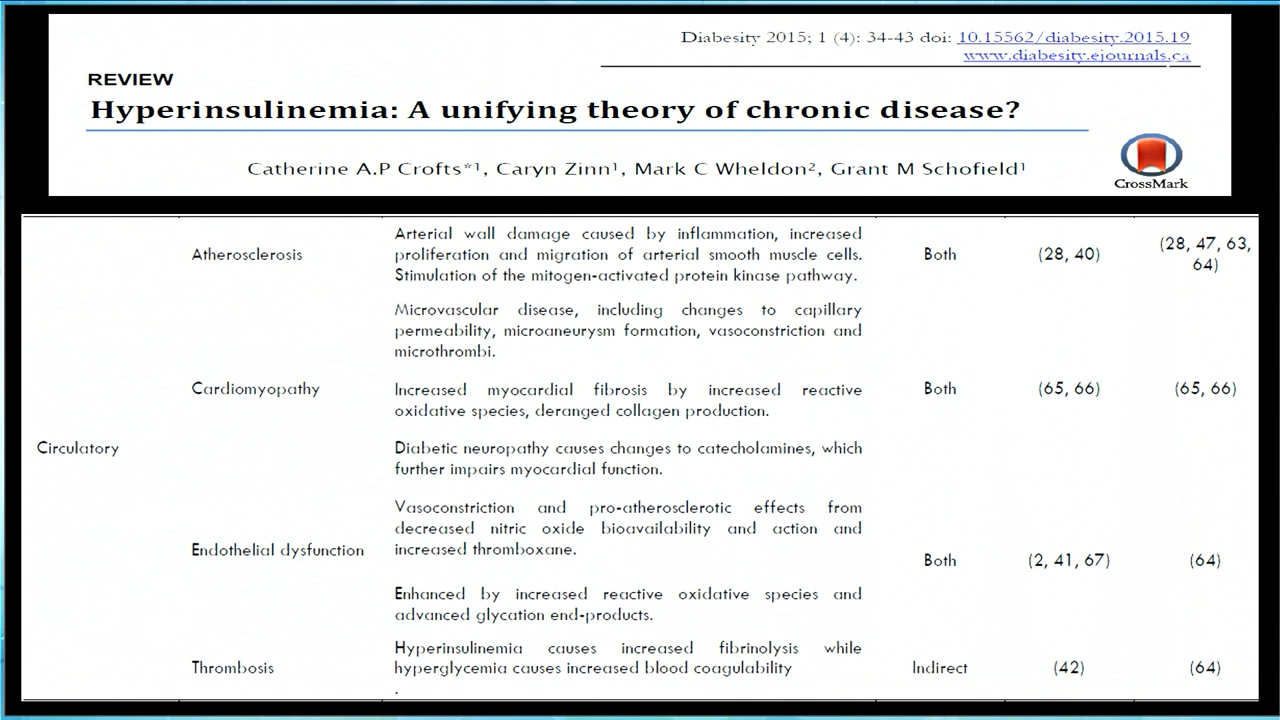 Diabesity 2015; 1 (4): 34-43 doi: 10.15562/diabesity.2015.19
www.diabesity.ejournals.ca
REVIEW
Hyperinsulinemia: A unifying theory of chronic disease?
Catherine A.P Crofts*¹, Caryn Zinn¹, Mark C Wheldon², Grant M Schofield¹
CrossMark
Circulatory
Atherosclerosis
Arterial wall damage caused by inflammation, increased
proliferation and migration of arterial smooth muscle cells.
Stimulation of the mitogen-activated protein kinase pathway.
Microvascular disease, including changes to capillary
permeability, microaneurysm formation, vasoconstriction and
microthrombi.
Both
(28, 40)
(28, 47, 63,
64)
Cardiomyopathy
Increased myocardial fibrosis by increased reactive
oxidative species, deranged collagen production.
Diabetic neuropathy causes changes to catecholamines, which
further impairs myocardial function.
Both
(65, 66)
(65, 66)
Endothelial dysfunction
Vasoconstriction and pro-atherosclerotic effects from
decreased nitric oxide bioavailability and action and
increased thromboxane.
Enhanced by increased reactive oxidative species and
advanced glycation end-products.
Both
(2, 41, 67)
(64)
Thrombosis
Hyperinsulinemia causes increased fibrinolysis while
hyperglycemia causes increased blood coagulability
.
Indirect
(42)
(64)